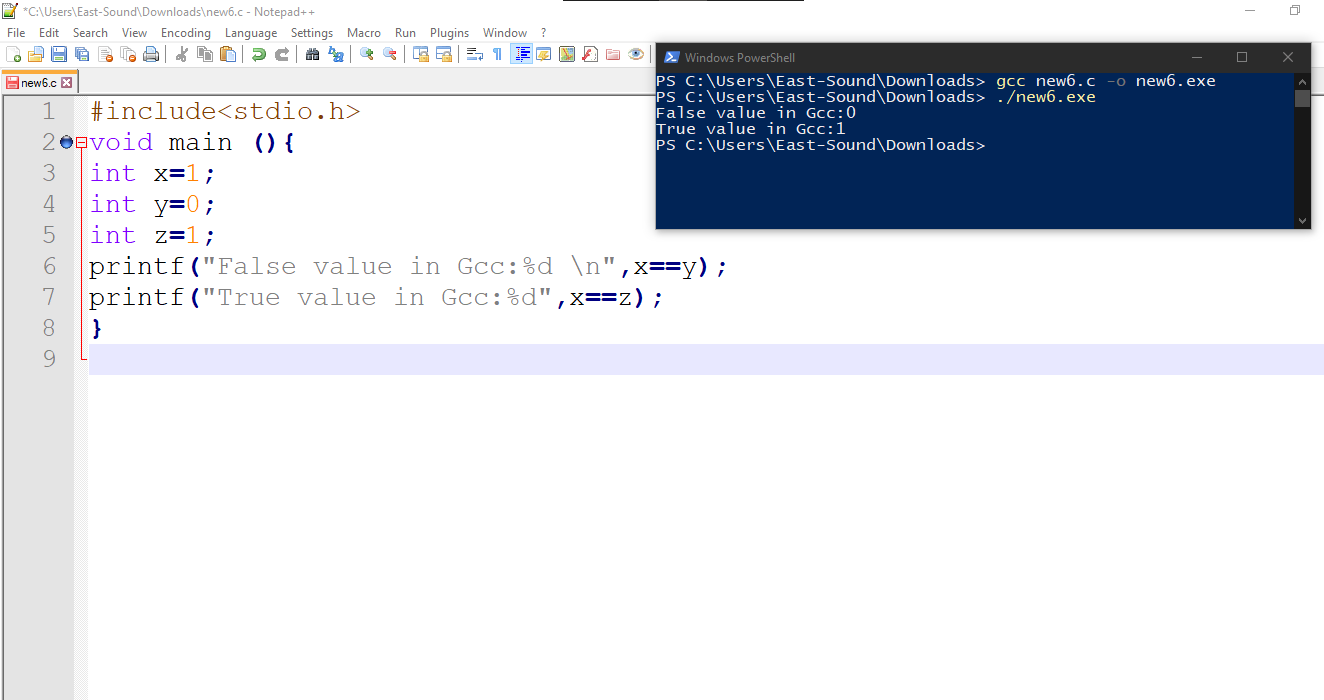 *C:\Users\East-Sound\Downloads\new6.c - Notepad++
File Edit Search View Encoding Language Settings Macro Run Plugins Window ?
new6.c
1 #include<stdio.h>
2 void main (){
3 int x=1;
4 int y=0;
5 int z=1;
6 printf("False value in Gcc:%d \n",x==y);
7 printf("True value in Gcc:%d",x==z);
8 }
9
Windows PowerShell
PS C:\Users\East-Sound\Downloads> gcc new6.c -o new6.exe
PS C:\Users\East-Sound\Downloads> ./new6.exe
False value in Gcc:0
True value in Gcc:1
PS C:\Users\East-Sound\Downloads>